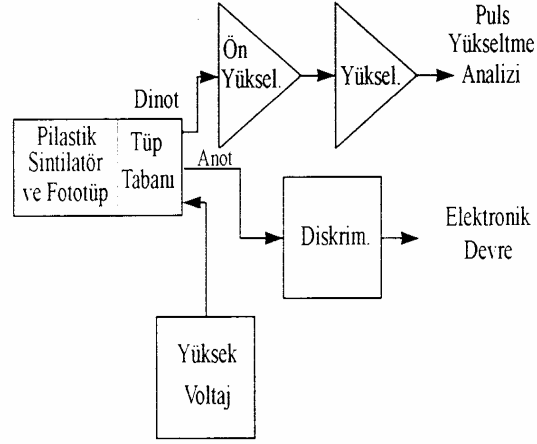 Puls
Yükseltme
Analizi
Ön
Yüksel.
Yüksel.
Dinot
Pilastik
Sintilatör
ve Fototüp
Tüp
Tabanı
Anot
Diskrim.
Elektronik
Devre
Yüksek
Voltaj